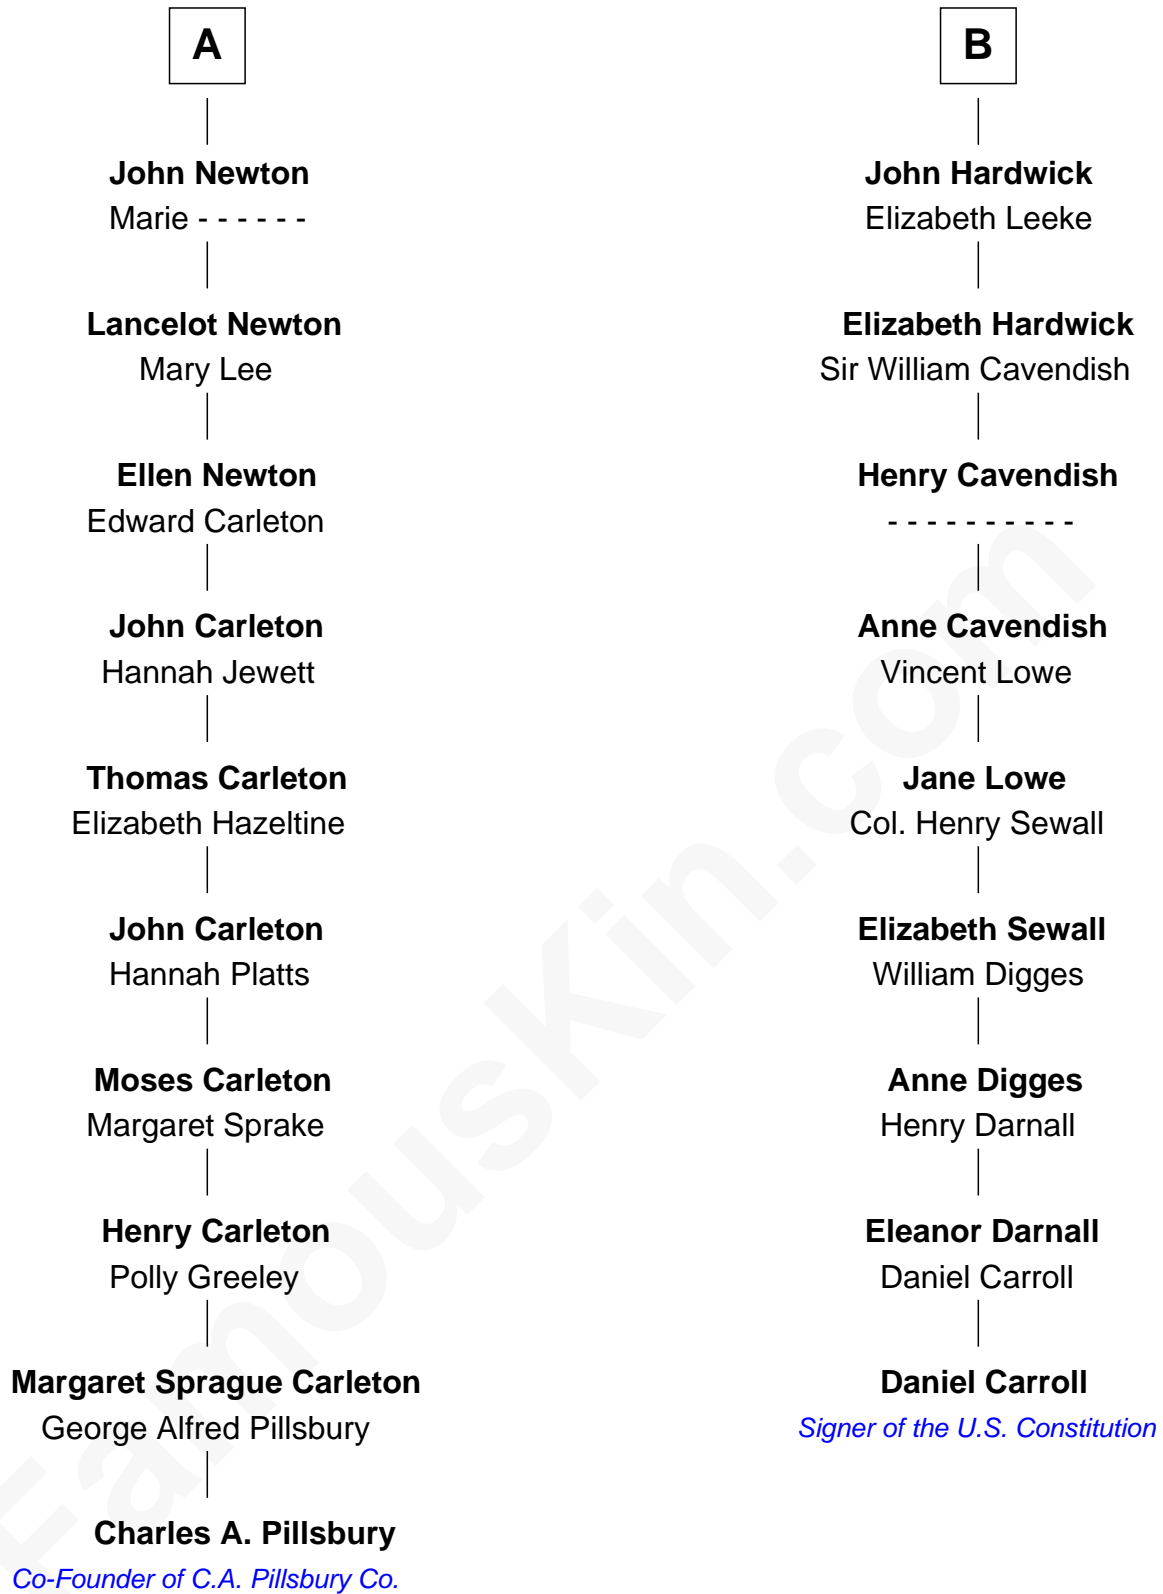 A
John Newton
Marie - - - - - -
Lancelot Newton
Mary Lee
Ellen Newton
Edward Carleton
John Carleton
Hannah Jewett
Thomas Carleton
Elizabeth Hazeltine
John Carleton
Hannah Platts
Moses Carleton
Margaret Sprake
Henry Carleton
Polly Greeley
Margaret Sprague Carleton
George Alfred Pillsbury
Charles A. Pillsbury
Co-Founder of C.A. Pillsbury Co.
B
John Hardwick
Elizabeth Leeke
Elizabeth Hardwick
Sir William Cavendish
Henry Cavendish
- - - - - - - - - -
Anne Cavendish
Vincent Lowe
Jane Lowe
Col. Henry Sewall
Elizabeth Sewall
William Digges
Anne Digges
Henry Darnall
Eleanor Darnall
Daniel Carroll
Daniel Carroll
Signer of the U.S. Constitution
FamousKin.com